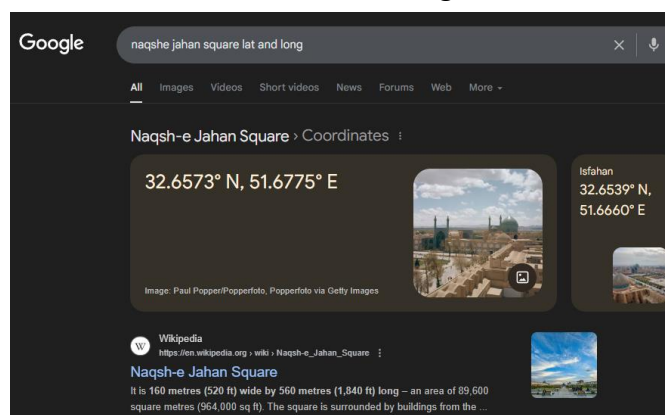 Google
naqshe jahan square lat and long
All Images Videos Short videos News Forums Web More
Naqsh-e Jahan Square › Coordinates
32.6573° N, 51.6775° E
Image: Paul Popper/Popperfoto, Popperfoto via Getty Images
Isfahan
32.6539° N,
51.6660° E
W
Wikipedia
https://en.wikipedia.org › wiki › Naqsh-e_Jahan_Square
Naqsh-e Jahan Square
It is 160 metres (520 ft) wide by 560 metres (1,840 ft) long – an area of 89,600
square metres (964,000 sq ft). The square is surrounded by buildings from the ...